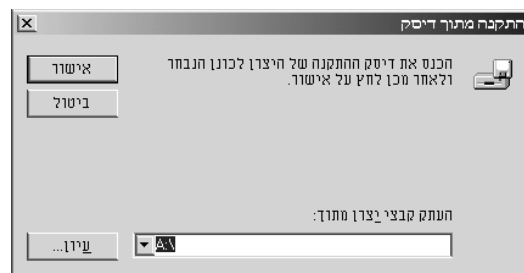 התקנה מתוך דיסק
הכנס את דיסק ההתקנה של היצרן לכונן הנבחר
ולאחר מכן לחץ על אישור.
אישור
ביטול
העתק קבצי יצרן מתוך:
A:\
עיון...